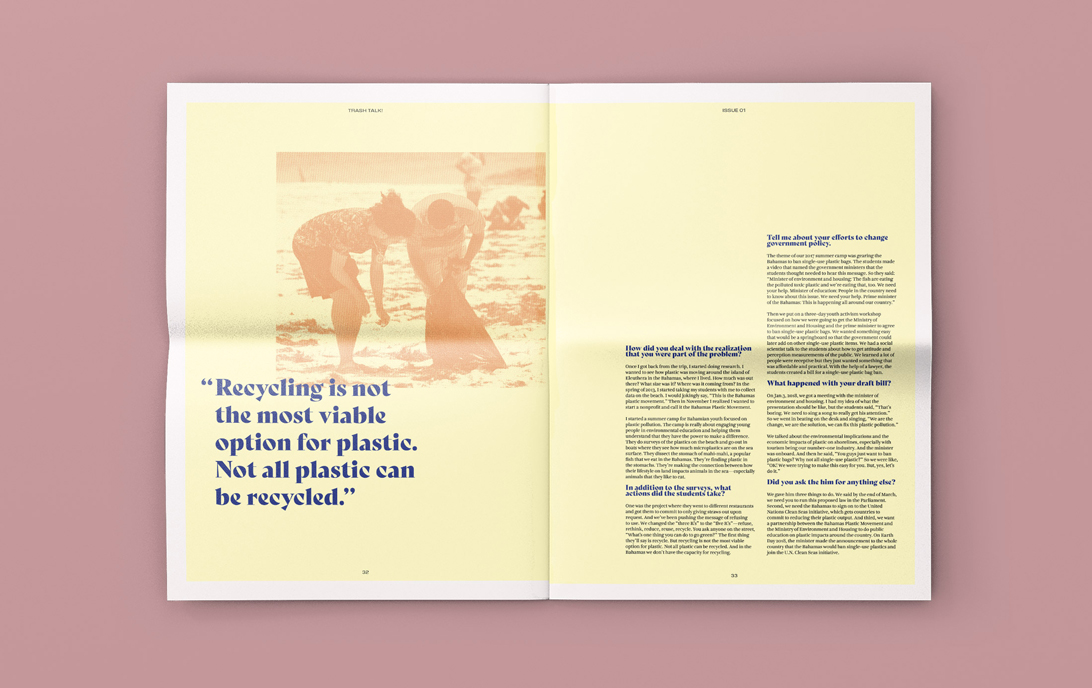 TRASH TALK!
“Recycling is not
the most viable
option for plastic.
Not all plastic can
be recycled.”
32
ISSUE 01
How did you deal with the realization
that you were part of the problem?
Once I got back from the trip, I started doing research. I
wanted to see how plastic was moving around the island of
Eleuthera in the Bahamas, where I lived. How much was out
there? What size was it? Where was it coming from? In the
spring of 2013, I started taking my students with me to collect
data on the beach. I would jokingly say, “This is the Bahamas
plastic movement.” Then in November I realized I wanted to
start a nonprofit and call it the Bahamas Plastic Movement.
I started a summer camp for Bahamian youth focused on
plastic pollution. The camp is really about engaging young
people in environmental education and helping them
understand that they have the power to make a difference.
They do surveys of the plastics on the beach and go out in
boats where they see how much microplastics are on the sea
surface. They dissect the stomach of mahi-mahi, a popular
fish that we eat in the Bahamas. They’re finding plastic in
the stomachs. They’re making the connection between how
their lifestyle on land impacts animals in the sea – especially
animals that they like to eat.
In addition to the surveys, what
actions did the students take?
One was the project where they went to different restaurants
and got them to commit to only giving straws out upon
request. And we’ve been pushing the message of refusing
to use. We changed the “three R’s” to the “five R’s” – refuse,
rethink, reduce, reuse, recycle. You ask anyone on the street,
“What’s one thing you can do to go green?” The first thing
they’ll say is recycle. But recycling is not the most viable
option for plastic. Not all plastic can be recycled. And in the
Bahamas we don’t have the capacity for recycling.
Tell me about your efforts to change
government policy.
The theme of our 2017 summer camp was gearing the
Bahamas to ban single-use plastic bags. The students made
a video that named the government ministers that the
students thought needed to hear this message. So they said:
“Minister of environment and housing: The fish are eating
the polluted toxic plastic and we’re eating that, too. We need
your help. Minister of education: People in the country need
to know about this issue. We need your help. Prime minister
of the Bahamas: This is happening all around our country.”
Then we put on a three-day youth activism workshop
focused on how we were going to get the Ministry of
Environment and Housing and the prime minister to agree
to ban single-use plastic bags. We wanted something easy
that would be a springboard so that the government could
later add on other single-use plastic items. We had a social
scientist talk to the students about how to get attitude and
perception measurements of the public. We learned a lot of
people were receptive but they just wanted something that
was affordable and practical. With the help of a lawyer, the
students created a bill for a single-use plastic bag ban.
What happened with your draft bill?
On Jan.3, 2018, we got a meeting with the minister of
environment and housing. I had my idea of what the
presentation should be like, but the students said, “That’s
boring. We need to sing a song to really get his attention.”
So we went in beating on the desk and singing, “We are the
change, we are the solution, we can fix this plastic pollution.”
We talked about the environmental implications and the
economic impacts of plastic on shorelines, especially with
tourism being our number-one industry. And the minister
was onboard. And then he said, “You guys just want to ban
plastic bags? Why not all single-use plastic?” So we were like,
“OK! We were trying to make this easy for you. But, yes, let’s
do it.”
Did you ask the him for anything else?
We gave him three things to do. We said by the end of March,
we need you to run this proposed law in the Parliament.
Second, we need the Bahamas to sign on to the United
Nations Clean Seas initiative, which gets countries to
commit to reducing their plastic output. And third, we want
a partnership between the Bahamas Plastic Movement and
the Ministry of Environment and Housing to do public
education on plastic impacts around the country. On Earth
Day 2018, the minister made the announcement to the whole
country that the Bahamas would ban single-use plastics and
join the U.N. Clean Seas initiative.
33